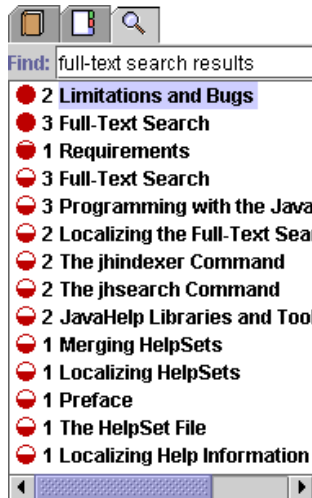 Find: full-text search results
2 Limitations and Bugs
3 Full-Text Search
1 Requirements
3 Full-Text Search
3 Programming with the Java
2 Localizing the Full-Text Sear
2 The jhindexer Command
2 The jhsearch Command
2 JavaHelp Libraries and Tool
1 Merging HelpSets
1 Localizing HelpSets
1 Preface
1 The HelpSet File
1 Localizing Help Information